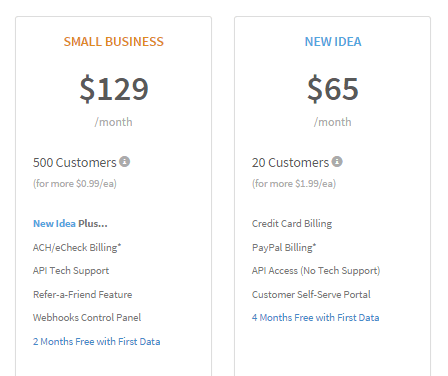 SMALL BUSINESS
$129
/month
500 Customers
(for more $0.99/ea)
New Idea Plus...
ACH/eCheck Billing*
API Tech Support
Refer-a-Friend Feature
Webhooks Control Panel
2 Months Free with First Data
NEW IDEA
$65
/month
20 Customers
(for more $1.99/ea)
Credit Card Billing
PayPal Billing*
API Access (No Tech Support)
Customer Self-Serve Portal
4 Months Free with First Data